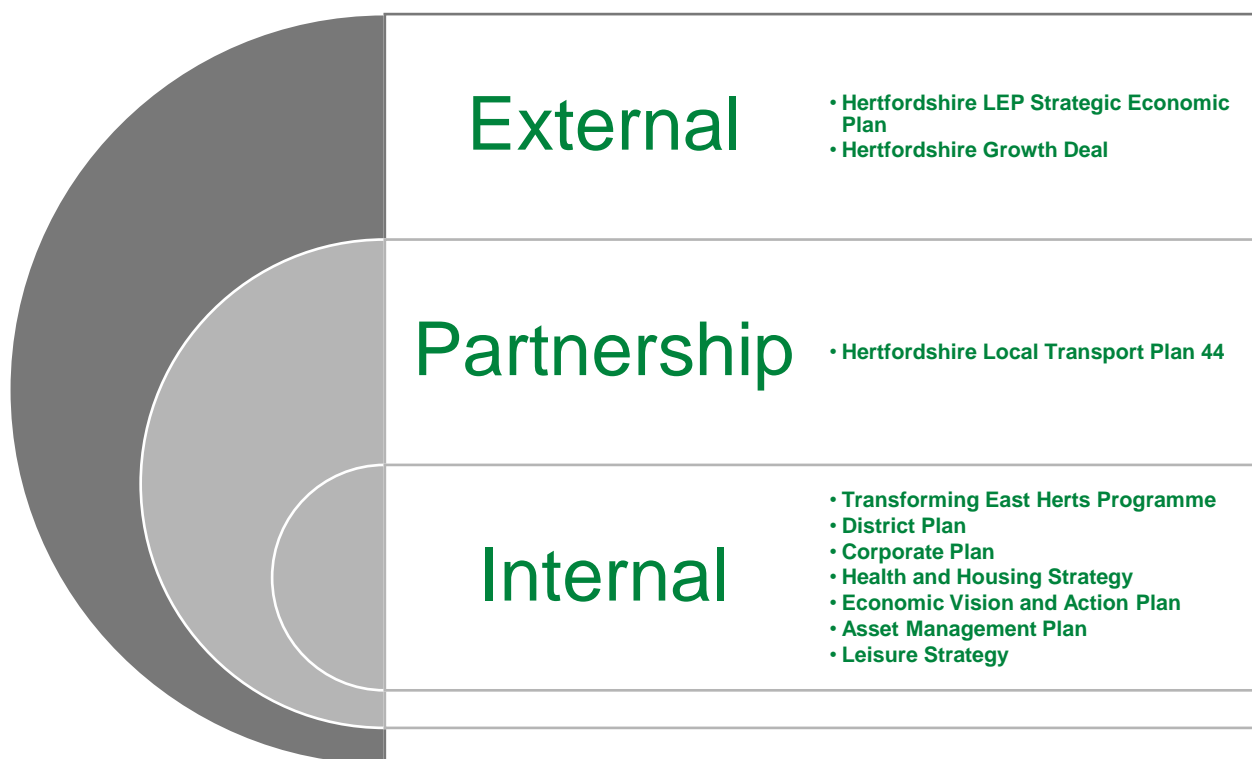 External
• Hertfordshire LEP Strategic Economic
Plan
• Hertfordshire Growth Deal
Partnership
• Hertfordshire Local Transport Plan 44
Internal
• Transforming East Herts Programme
• District Plan
• Corporate Plan
• Health and Housing Strategy
• Economic Vision and Action Plan
• Asset Management Plan
• Leisure Strategy